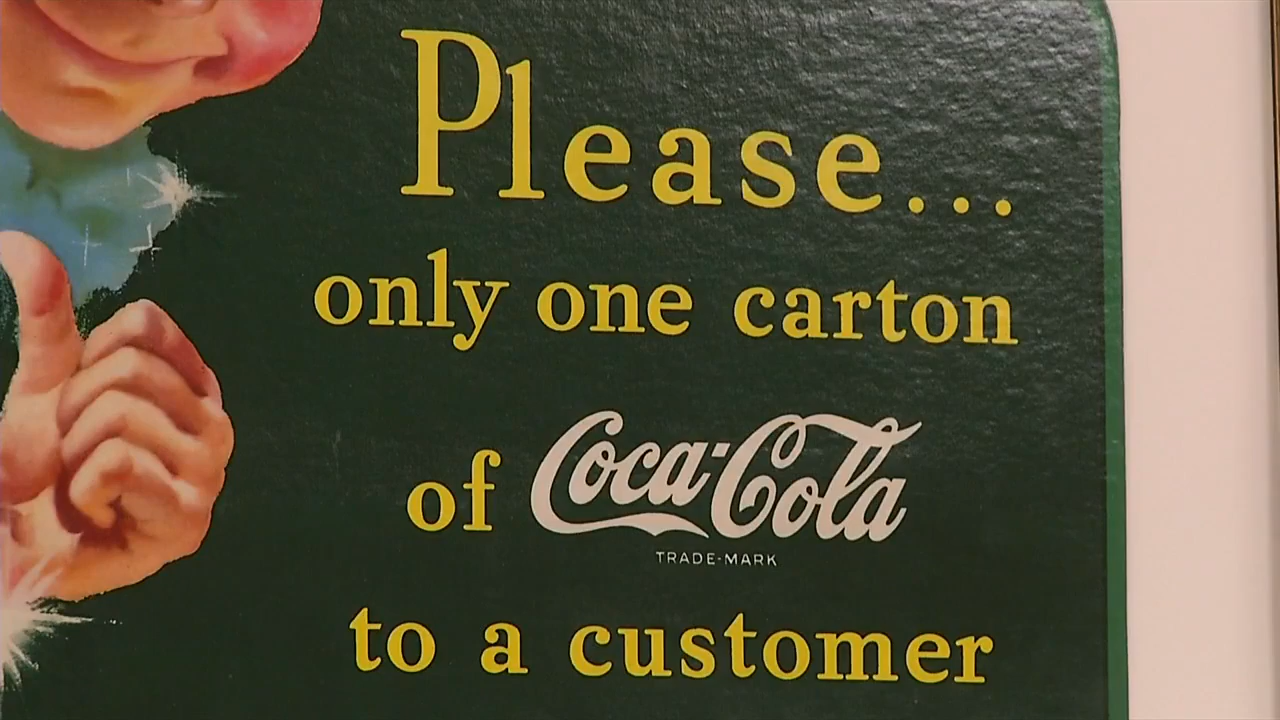 Please...
only one carton
of Coca-Cola
TRADE-MARK
to a customer